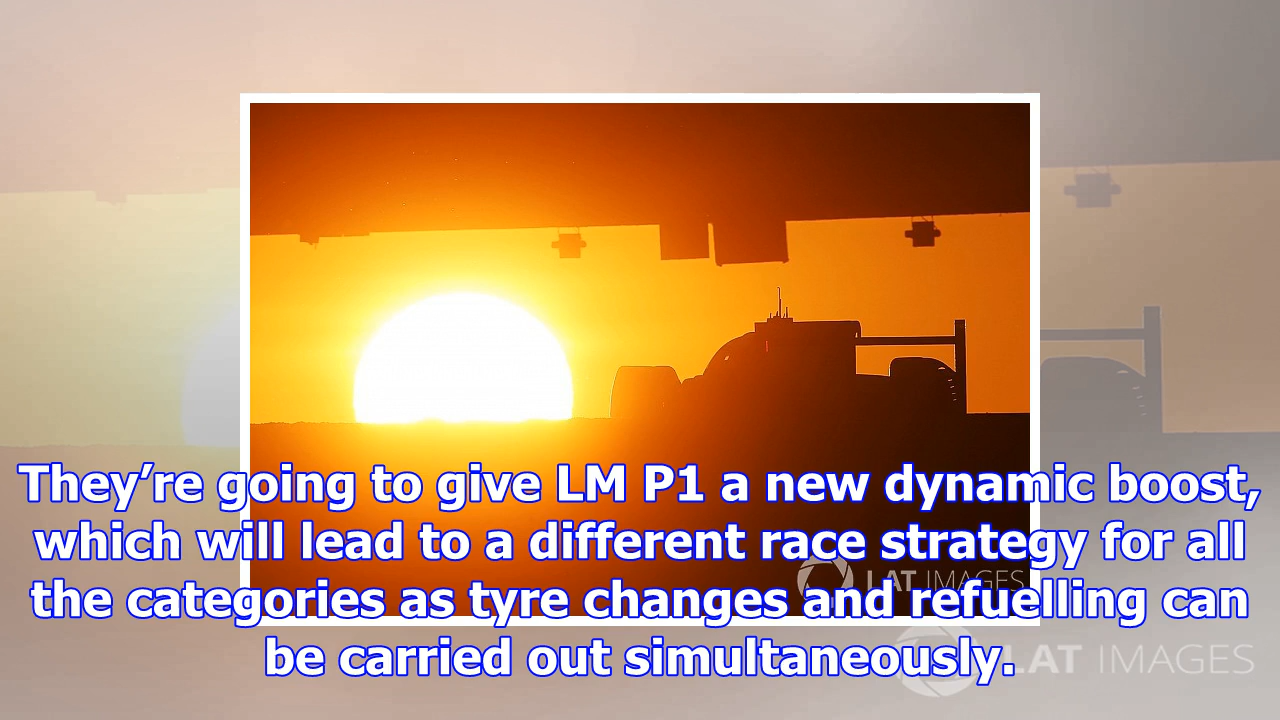 They’re going to give LM P1 a new dynamic boost,
which will lead to a different race strategy for all
the categories as tyre changes and refuelling can
be carried out simultaneously.
LAT IMAGES
LAT IMAGES